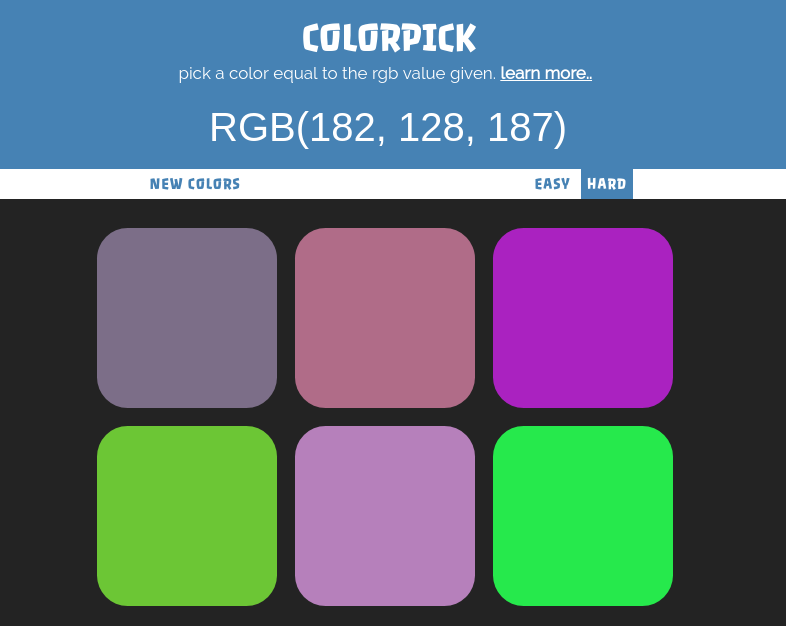 COLORPICK
pick a color equal to the rgb value given. learn more..
RGB(182, 128, 187)
NEW COLORS EASY HARD